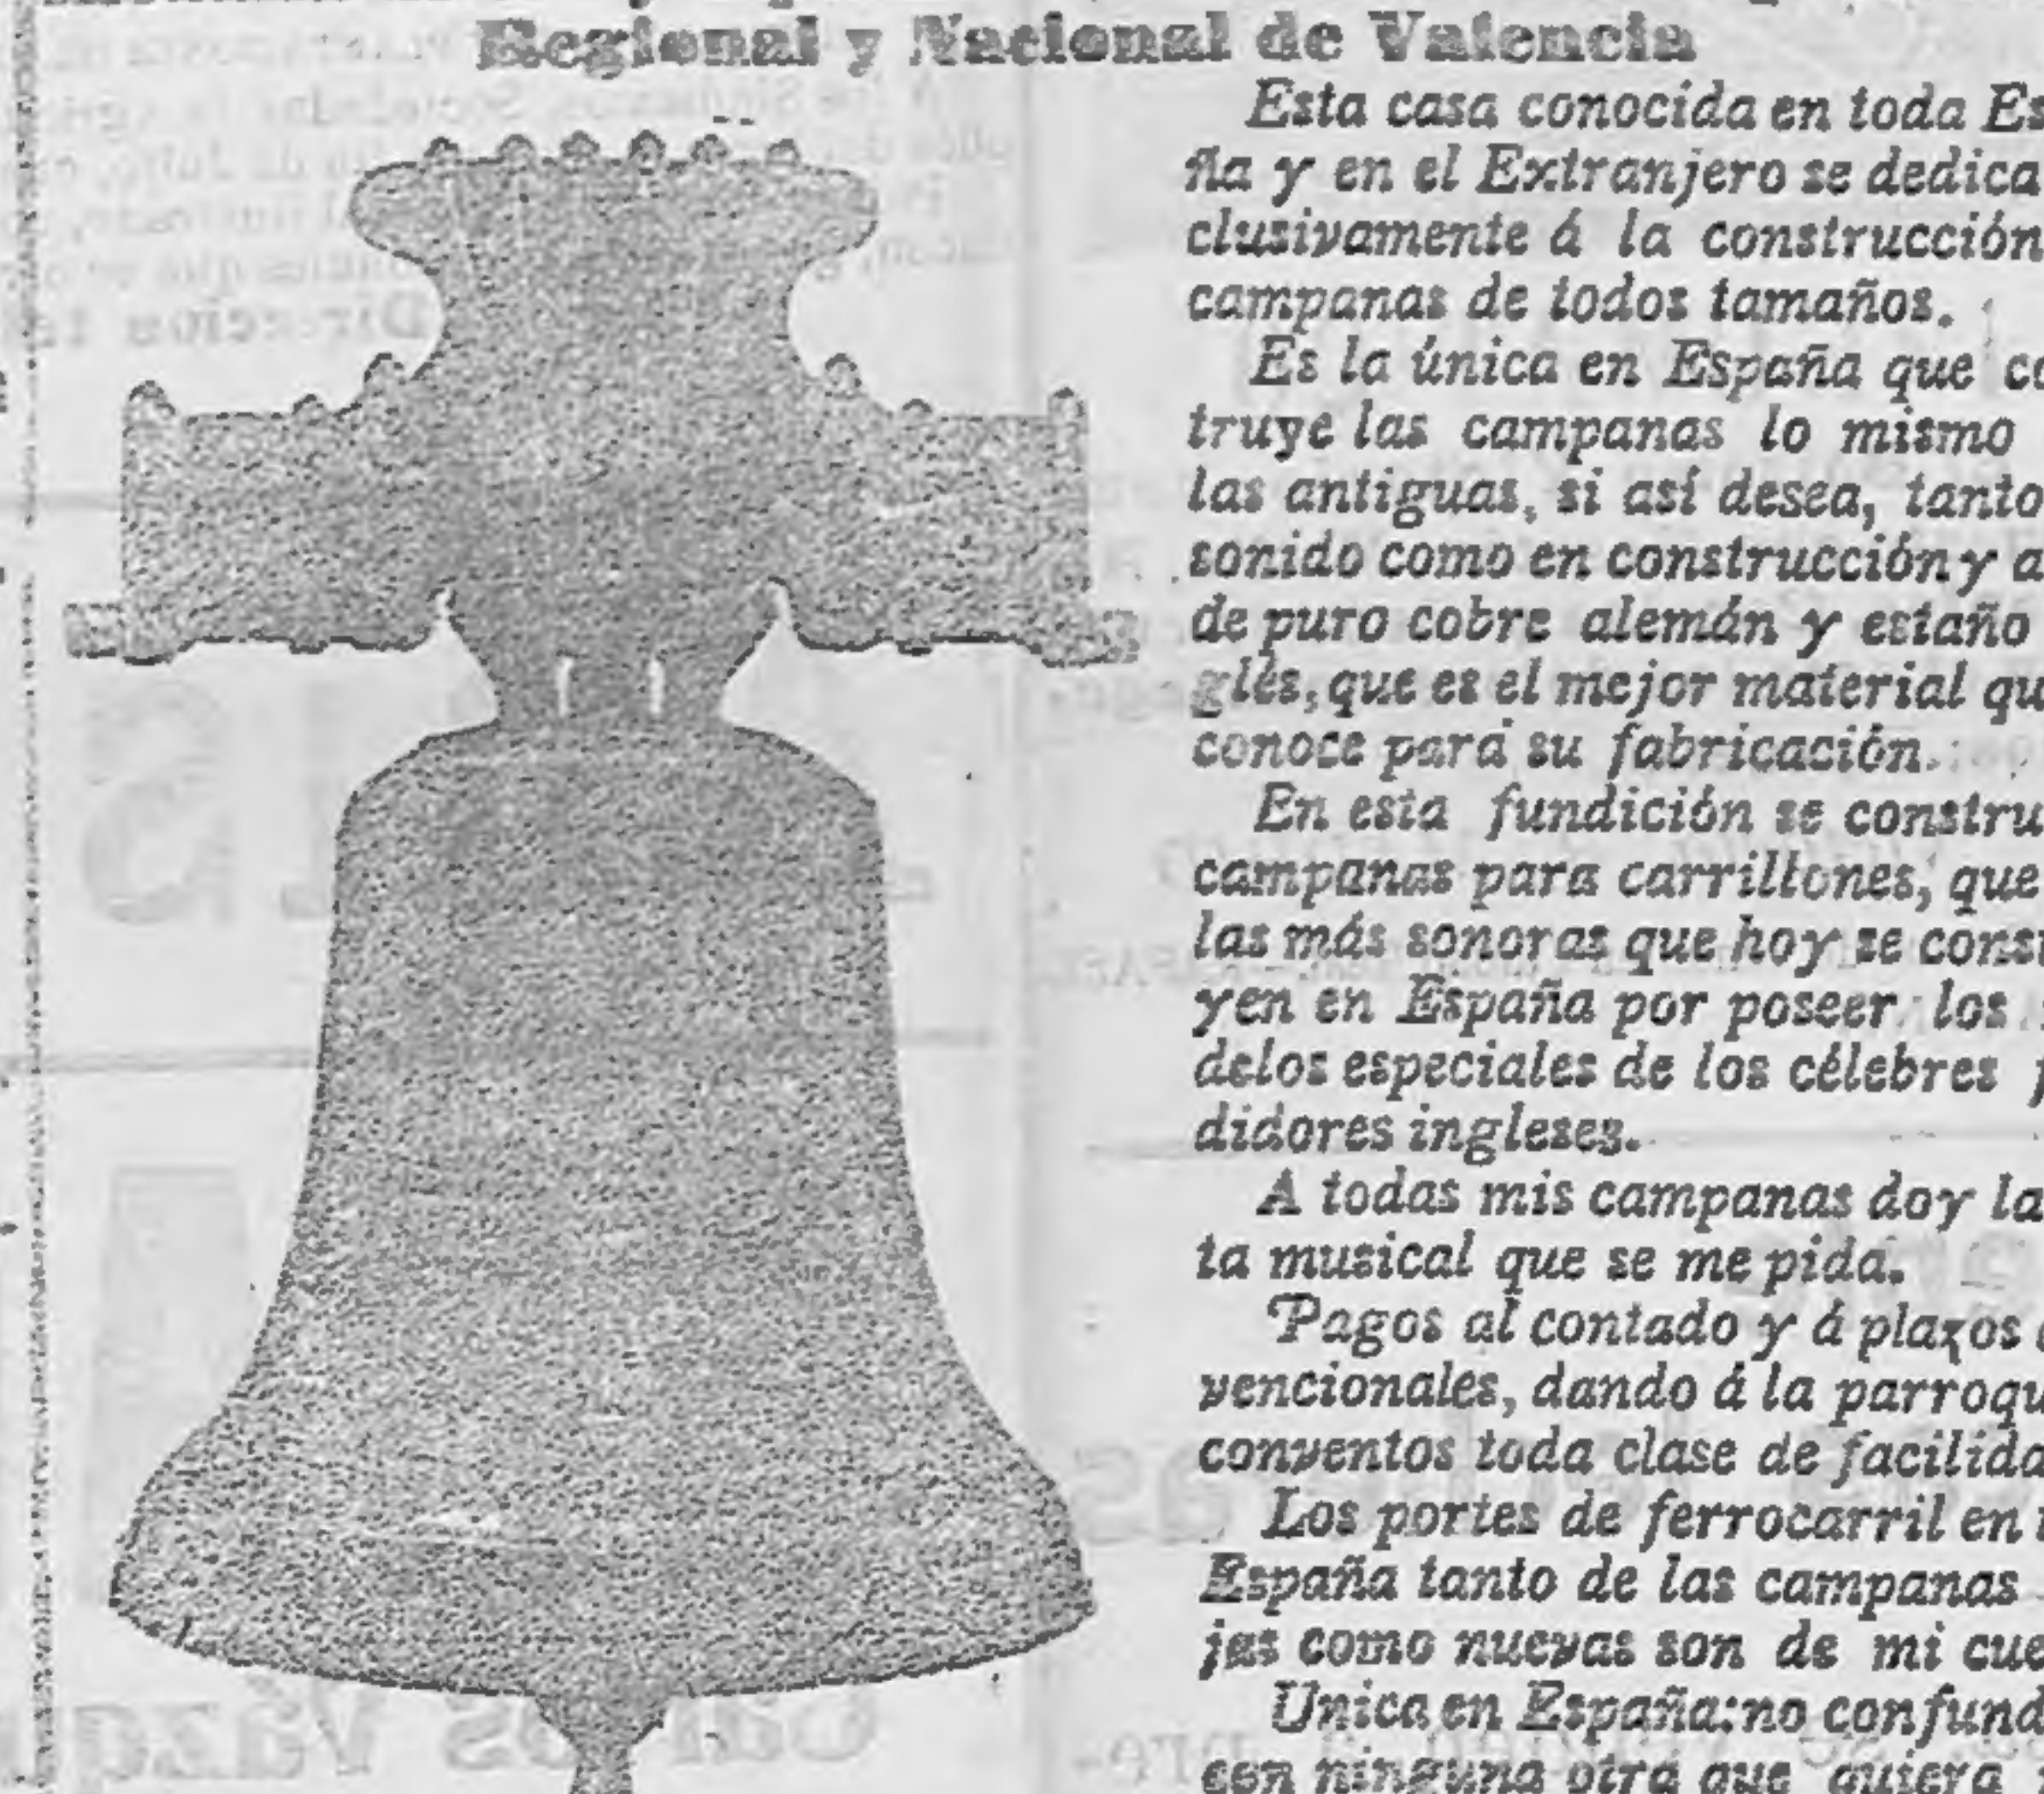 Regional y Nacional de Valencia
Esta casa conocida en toda Es
ña y en el Extranjero se dedica
clusivamente á la construcción
campanas de todos tamaños.
Es la única en España que co
truye las campanas lo mismo
las antiguas, si así desea, tanto
sonido como en construcción y a
de puro cobre alemán y estaño
glés, que es el mejor material qu
conoce para su fabricación.
En esta fundición se constru
campanas para carrillones, que
las más sonoras que hoy se const
yen en España por poseer los
delos especiales de los célebres
didores ingleses.
A todas mis campanas doy la
ta musical que se me pida.
Pagos al contado y á plazos
vencionales, dando á la parroqu
conventos toda clase de facilida
Los portes de ferrocarril en
España tanto de las campanas
jas como nuevas son de mi cue
Unica en España: no confund
con ninguna otra que quiera